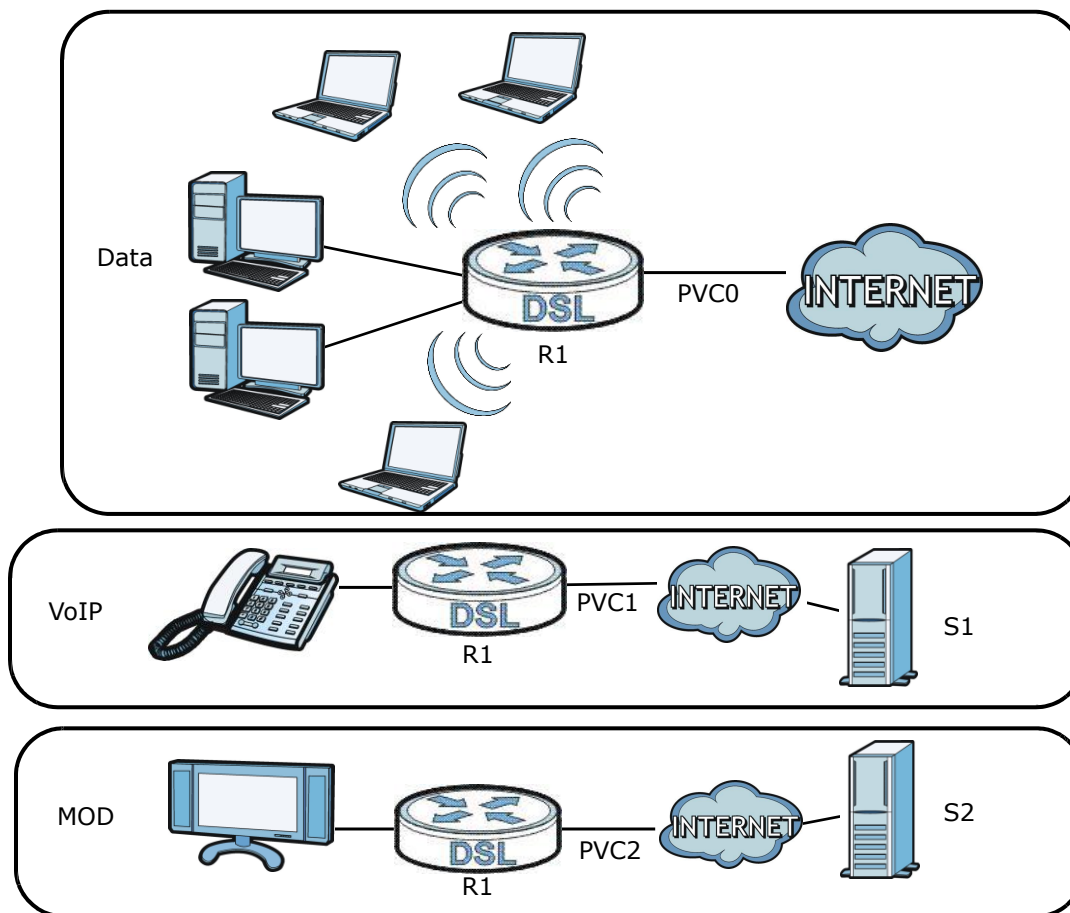 Data
DSL
R1
PVC0
INTERNET
VoIP
DSL
R1
PVC1
INTERNET
S1
MOD
DSL
R1
PVC2
INTERNET
S2